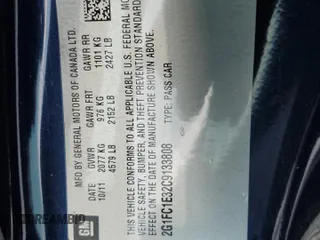 MFD BY GENERAL MOTORS OF CANADA LTD.
DATE GVWR GAWR FRT GAWR RR
10/11 2077 KG 976 KG 1101 KG
4579 LB 2152 LB 2427 LB
THIS VEHICLE CONFORMS TO ALL APPLICABLE U.S. FEDERAL MOTOR
VEHICLE SAFETY, BUMPER, AND THEFT PREVENTION STANDARDS
IN EFFECT ON THE DATE OF MANUFACTURE SHOWN ABOVE.
2G1FC1E32C9133808 TYPE: PASS CAR
GM